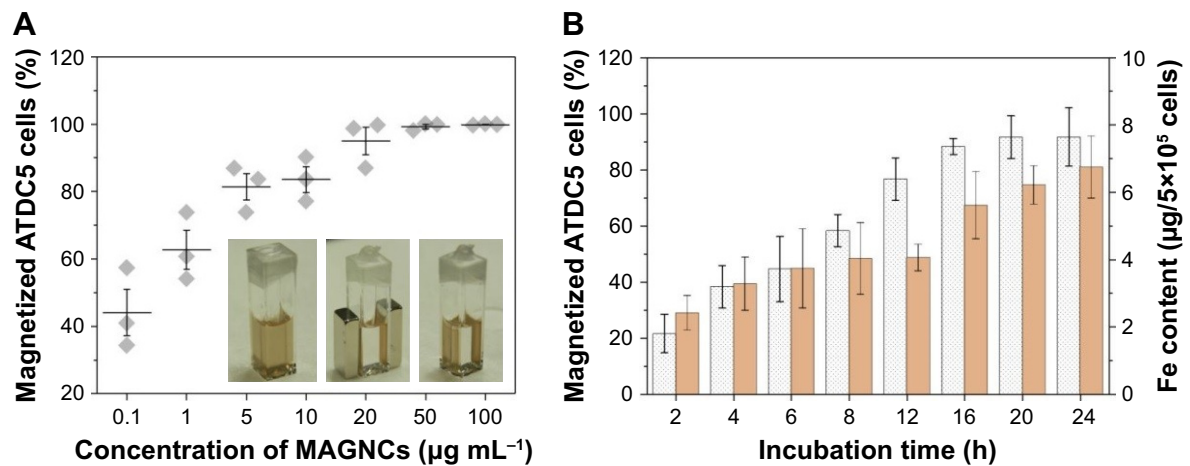 A
Magnetized ATDC5 cells (%)
120
100
80
60
40
20
0.1 1 5 10 20 50 100
Concentration of MAGNCs (µg mL⁻¹)
B
Magnetized ATDC5 cells (%)
120
100
80
60
40
20
0
10
8
6
4
2
0
Fe content (µg/5×10⁵ cells)
2 4 6 8 12 16 20 24
Incubation time (h)